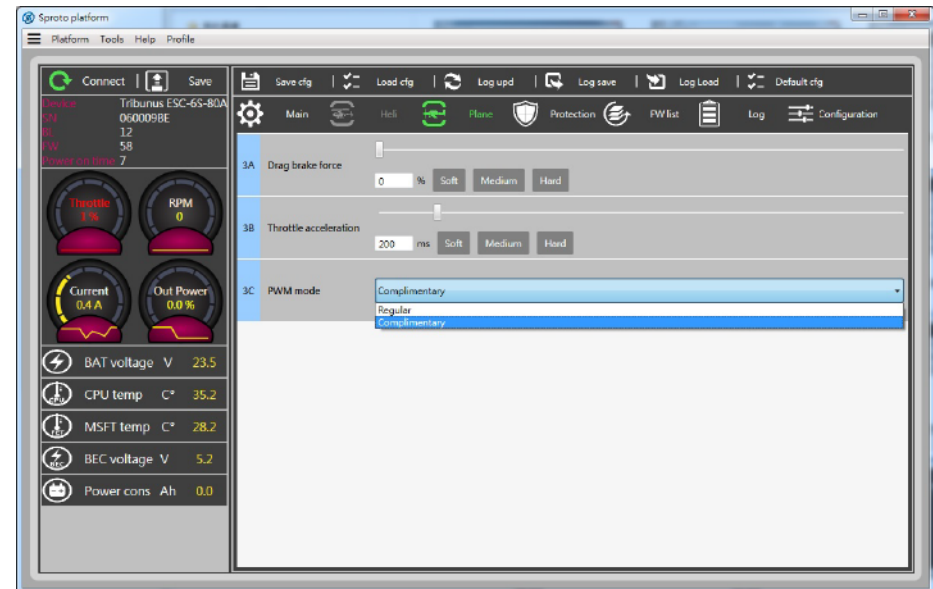 Sproto platform
Platform Tools Help Profile
Connect | Save
Save cfg | Load cfg | Log upd | Log save | Log Load | Default cfg
Device Tribunus ESC-6S-80A
SN 060009BE
12
FW 58
Power on time 7
Main Heli Plane Protection FW list Log Configuration
3A Drag brake force
0 % Soft Medium Hard
3B Throttle acceleration
200 ms Soft Medium Hard
3C PWM mode Complimentary
Regular
Complimentary
Throttle
1 %
RPM
0
Current
0.4 A
Out Power
0.0 %
BAT voltage V 23.5
CPU temp C° 35.2
MSFT temp C° 28.2
BEC voltage V 5.2
Power cons Ah 0.0
CPU
FET
BEC